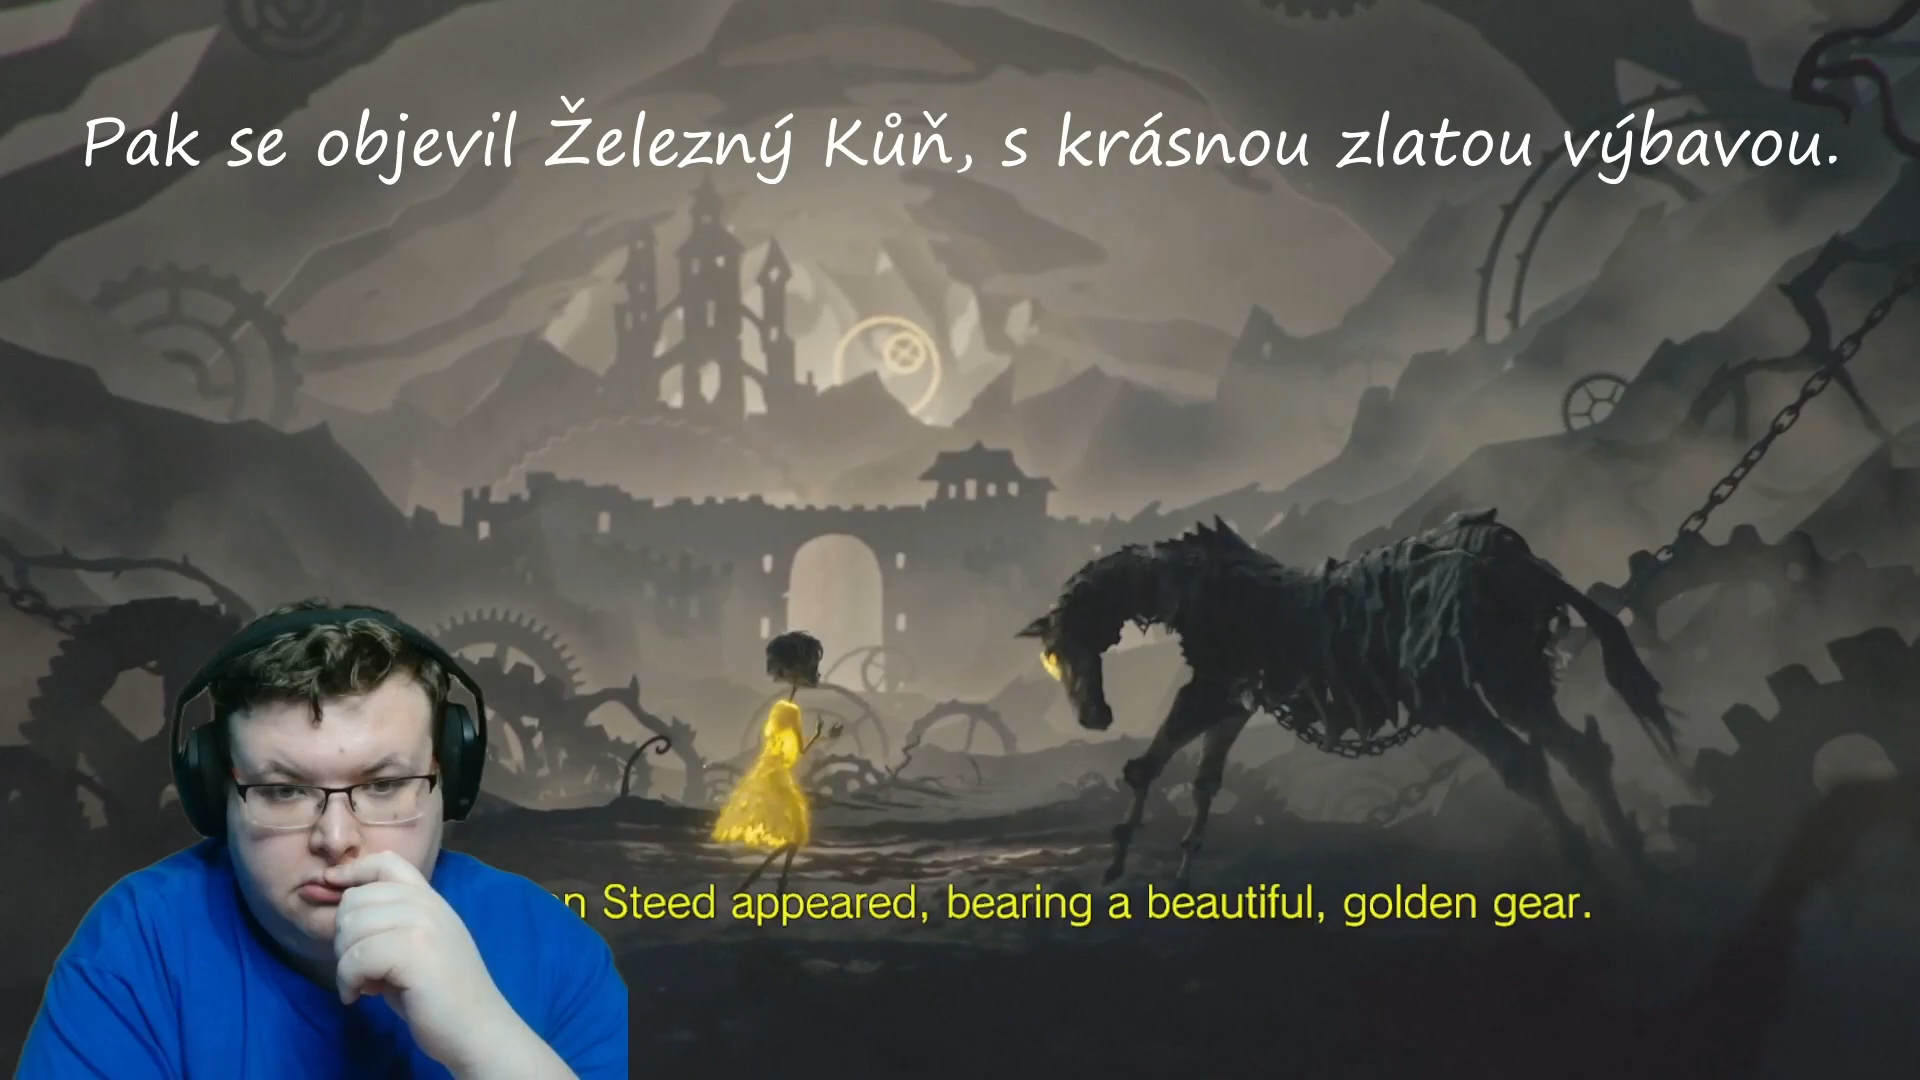 Pak se objevil Železný Kůň, s krásnou zlatou výbavou.
Steed appeared, bearing a beautiful, golden gear.